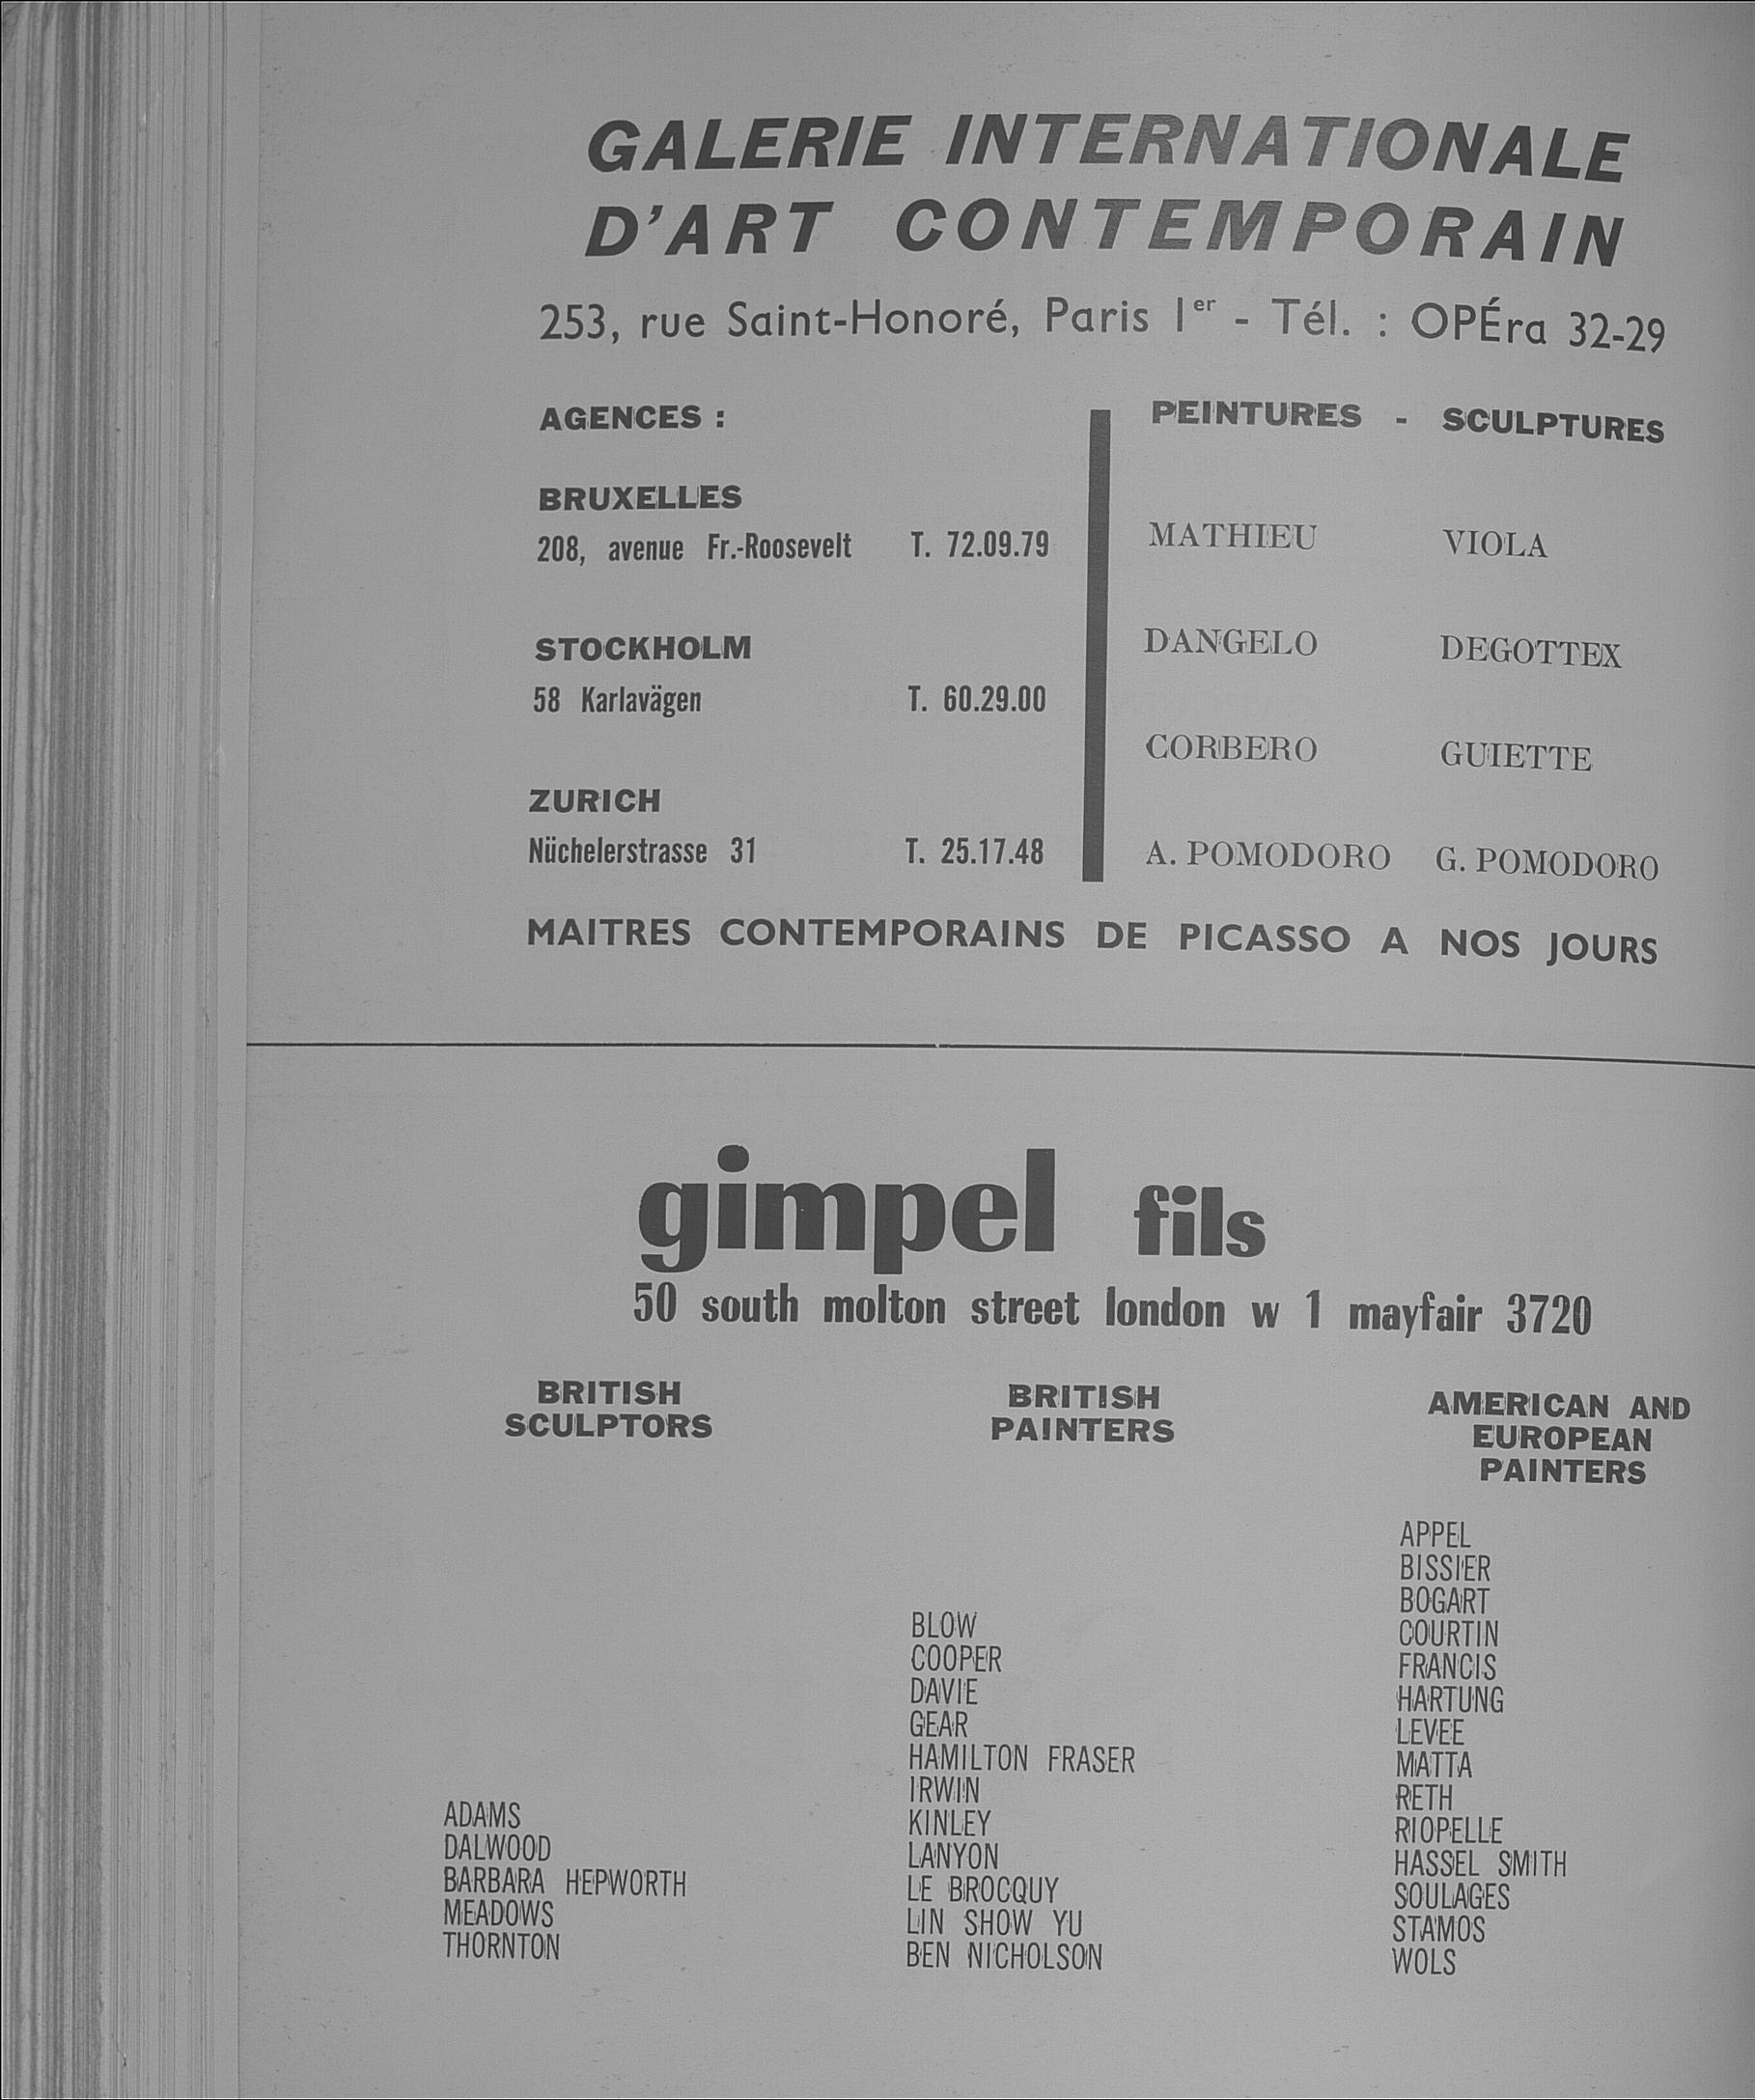 GALERIE INTERNATIONALE
D'ART CONTEMPORAIN
253, rue Saint-Honoré, Paris 1er - Tél. : OPÉra 32-29
AGENCES :
BRUXELLES
208, avenue Fr.-Roosevelt T. 72.09.79
STOCKHOLM
58 Karlavägen T. 60.29.00
ZURICH
Nüchelerstrasse 31 T. 25.17.48
PEINTURES - SCULPTURES
MATHIEU VIOLA
DANGELO DEGOTTEX
CORBERO GUIETTE
A. POMODORO G. POMODORO
MAITRES CONTEMPORAINS DE PICASSO A NOS JOURS
gimpel fils
50 south molton street london w 1 mayfair 3720
BRITISH
SCULPTORS
ADAMS
DALWOOD
BARBARA HEPWORTH
MEADOWS
THORNTON
BRITISH
PAINTERS
BLOW
COOPER
DAVIE
GEAR
HAMILTON FRASER
IRWIN
KINLEY
LANYON
LE BROCQUY
LIN SHOW YU
BEN NICHOLSON
AMERICAN AND
EUROPEAN
PAINTERS
APPEL
BISSIER
BOGART
COURTIN
FRANCIS
HARTUNG
LEVEE
MATTA
RETH
RIOPELLE
HASSEL SMITH
SOULAGES
STAMOS
WOLS